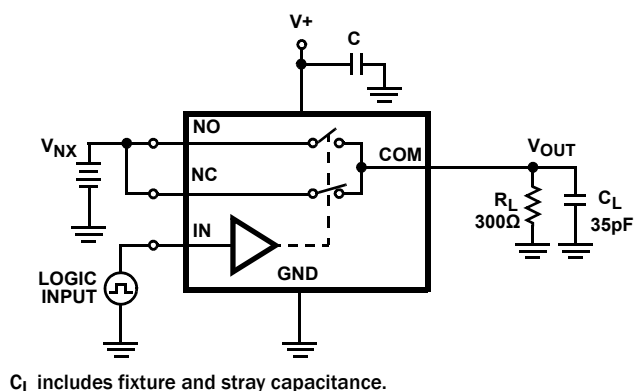 V+
C
NO
VNX
NC
COM
VOUT
IN
RL
300Ω
CL
35pF
GND
LOGIC
INPUT
CL includes fixture and stray capacitance.